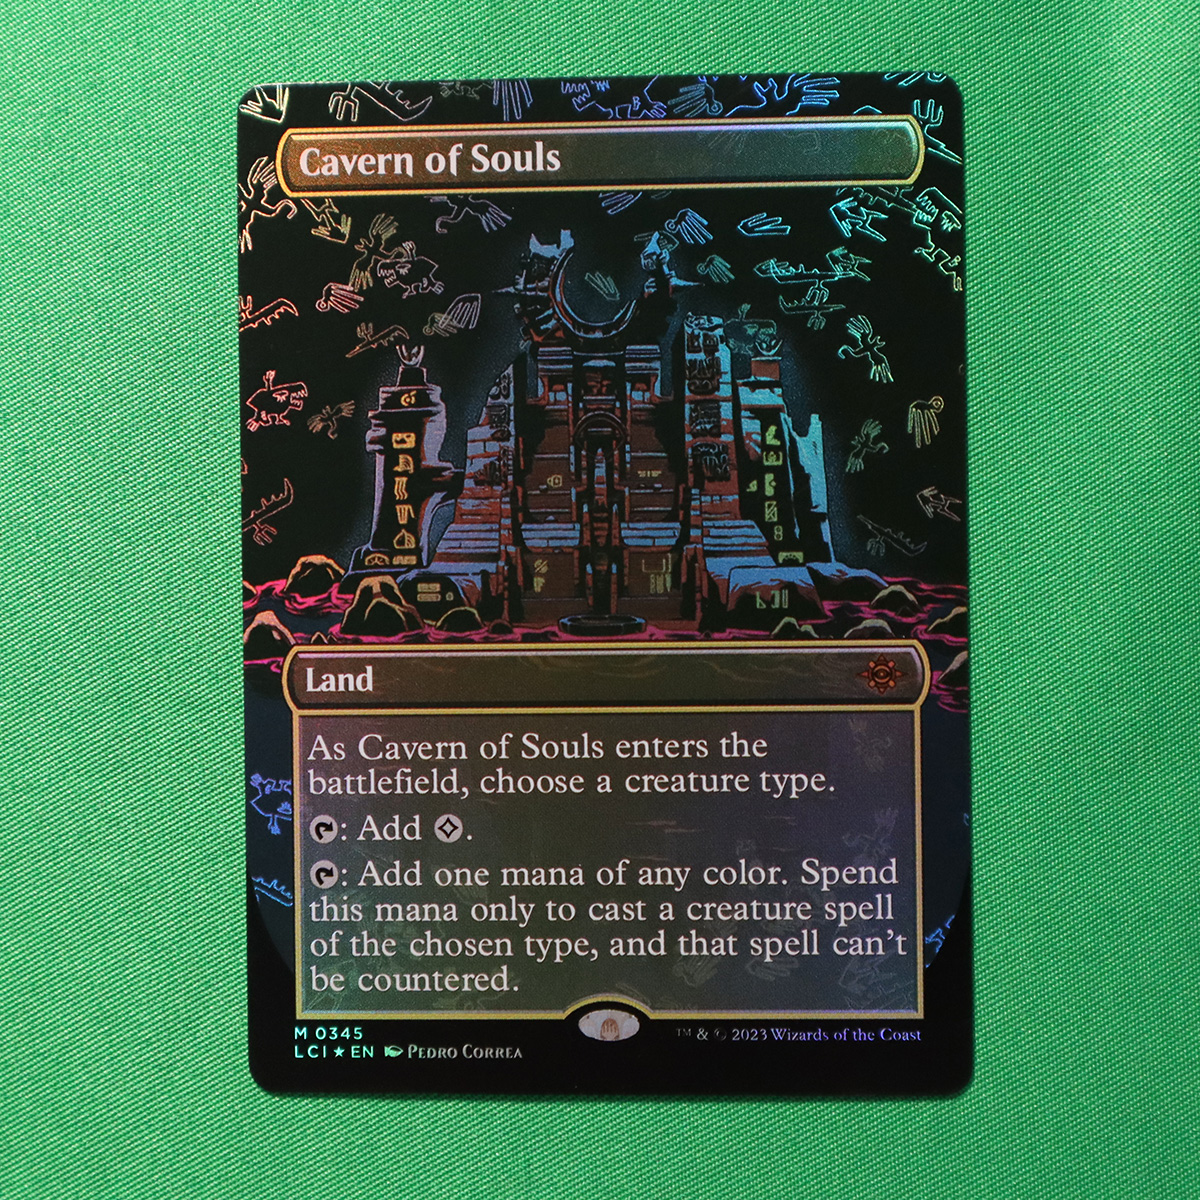 Cavern of Souls
Land
As Cavern of Souls enters the
battlefield, choose a creature type.
: Add .
: Add one mana of any color. Spend
this mana only to cast a creature spell
of the chosen type, and that spell can't
be countered.
M 0345
LCI★EN PEDRO CORREA
™ & © 2023 Wizards of the Coast